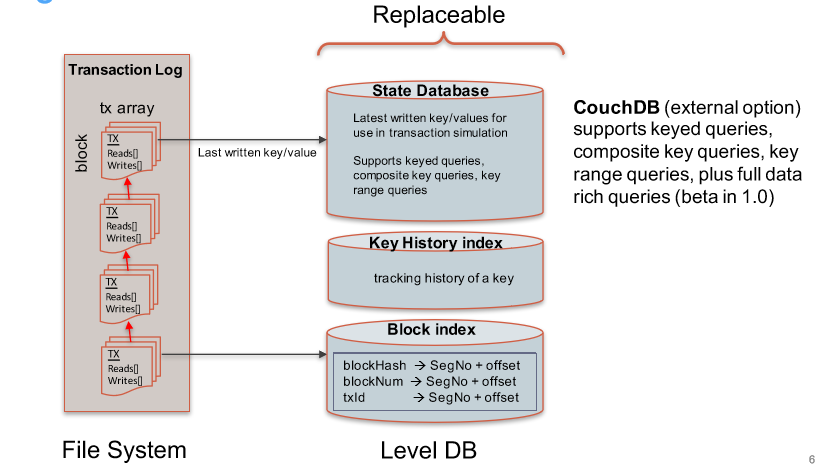 Replaceable
Transaction Log
tx array
block
TX
Reads[]
Writes[]
TX
Reads[]
Writes[]
TX
Reads[]
Writes[]
TX
Reads[]
Writes[]
File System
Last written key/value
State Database
Latest written key/values for
use in transaction simulation
Supports keyed queries,
composite key queries, key
range queries
Key History index
tracking history of a key
Block index
blockHash → SegNo + offset
blockNum → SegNo + offset
txId → SegNo + offset
Level DB
CouchDB (external option)
supports keyed queries,
composite key queries, key
range queries, plus full data
rich queries (beta in 1.0)
6